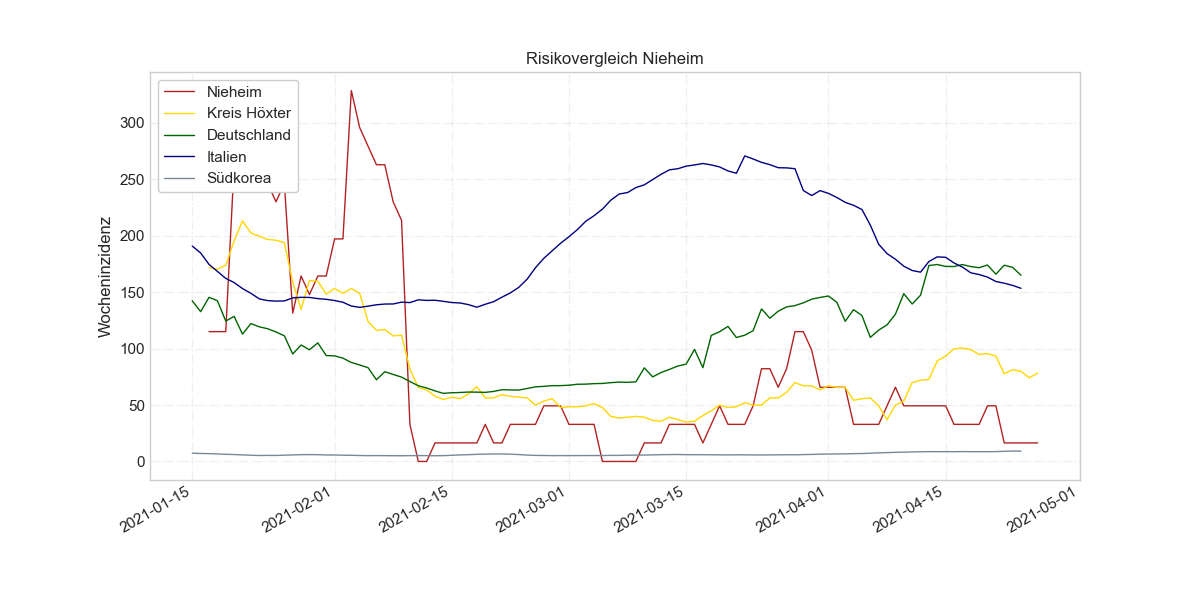 Risikovergleich Nieheim
Nieheim
Kreis Höxter
Deutschland
Italien
Südkorea
Wocheninzidenz
300
250
200
150
100
50
0
2021-01-15
2021-02-01
2021-02-15
2021-03-01
2021-03-15
2021-04-01
2021-04-15
2021-05-01